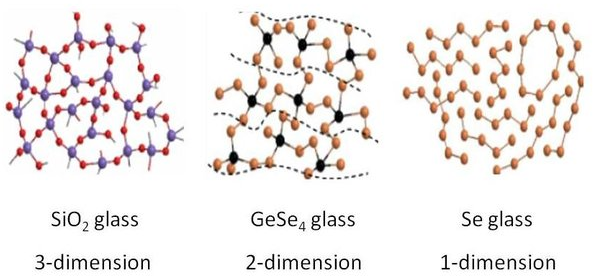 SiO₂ glass
3-dimension
GeSe₄ glass
2-dimension
Se glass
1-dimension